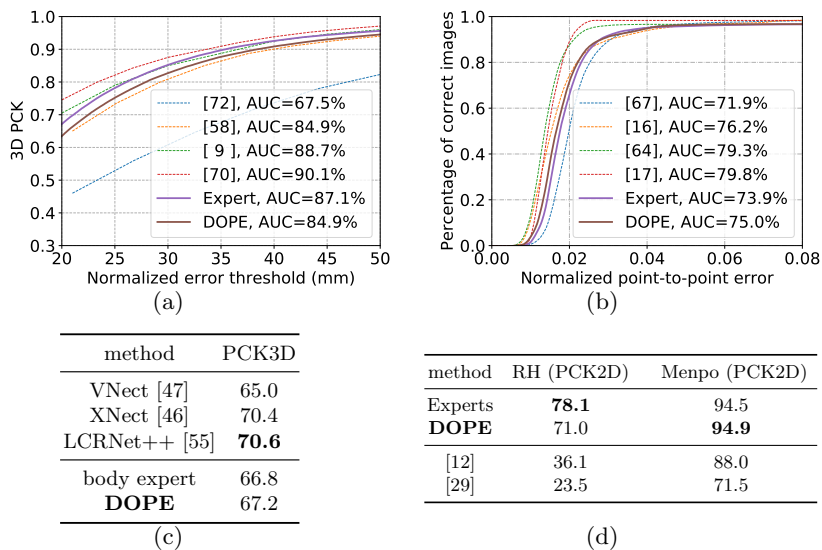 1.0
0.9
0.8
0.7
0.6
0.5
0.4
0.3
3D PCK
[72], AUC=67.5%
[58], AUC=84.9%
[ 9 ], AUC=88.7%
[70], AUC=90.1%
Expert, AUC=87.1%
DOPE, AUC=84.9%
20 25 30 35 40 45 50
Normalized error threshold (mm)
(a)
1.0
0.8
0.6
0.4
0.2
0.0
Percentage of correct images
[67], AUC=71.9%
[16], AUC=76.2%
[64], AUC=79.3%
[17], AUC=79.8%
Expert, AUC=73.9%
DOPE, AUC=75.0%
0.00 0.02 0.04 0.06 0.08
Normalized point-to-point error
(b)
method PCK3D
VNect [47] 65.0
XNect [46] 70.4
LCRNet++ [55] 70.6
body expert 66.8
DOPE 67.2
(c)
method RH (PCK2D) Menpo (PCK2D)
Experts 78.1 94.5
DOPE 71.0 94.9
[12] 36.1 88.0
[29] 23.5 71.5
(d)